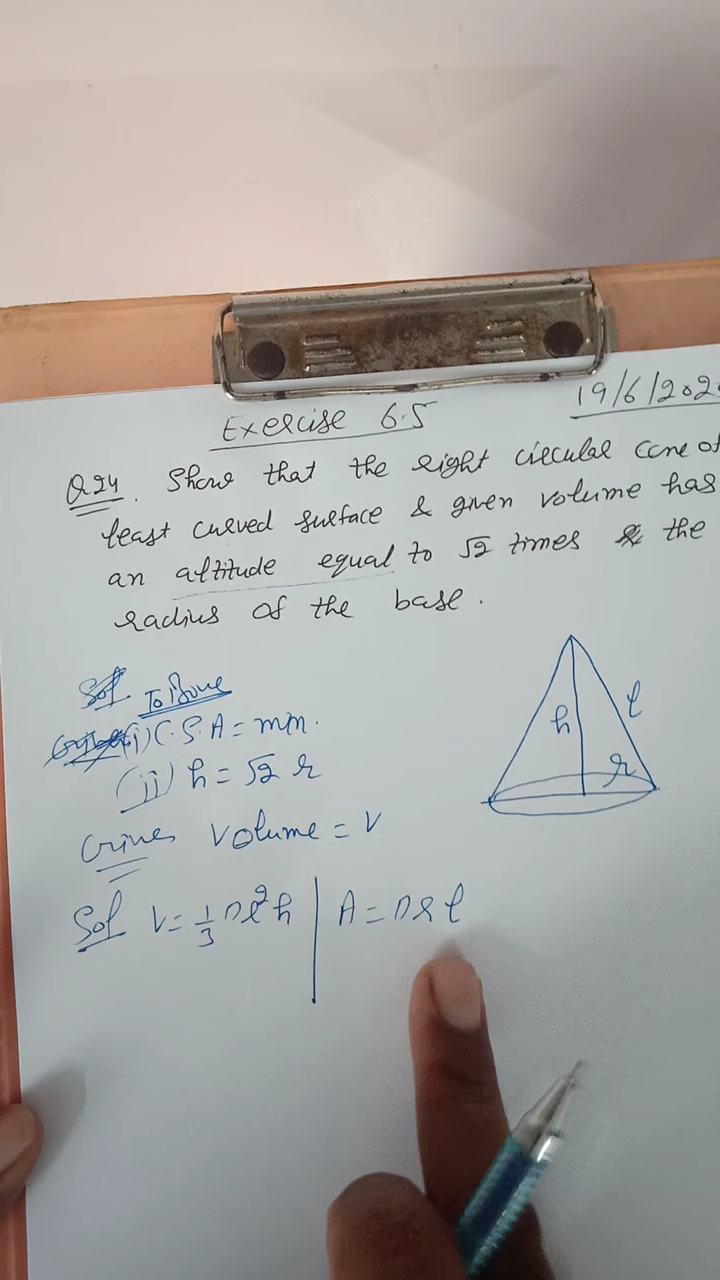 19/6/202
Exercise 6.5
Q.24. Show that the right circular cone of
least curved surface & given volume has
an altitude equal to √2 times the
radius of the base.
Sol To Prove
(i) C.S.A = min.
(ii) h = √2 r
Given Volume = V
Sol V = 1/3 πr²h | A = πrl
h
l
r